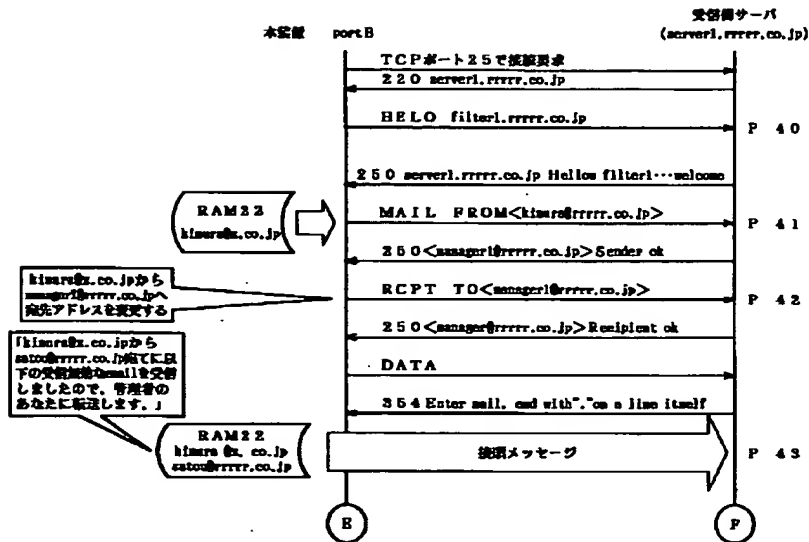 本装置 portB
受信側サーバ
(server1.rrrrr.co.jp)
TCPポート25で接続要求
220 server1.rrrrr.co.jp
HELO filter1.rrrrr.co.jp
P 40
250 server1.rrrrr.co.jp Hellow filter1…welcome
RAM22
kimura@x.co.jp
MAIL FROM<kimura@rrrrr.co.jp>
P 41
250<manager1@rrrrr.co.jp>Sender ok
kimura@x.co.jpから
manager1@rrrrr.co.jpへ
宛先アドレスを変更する
RCPT TO<manager1@rrrrr.co.jp>
P 42
250<manager@rrrrr.co.jp>Recipient ok
「kimura@x.co.jpから
satou@rrrrr.co.jp宛てに以
下の受信拒絶なemailを受信
しましたので、管理者の
あなたに転送します。」
DATA
354 Enter mail, end with"."on a line itself
RAM22
kimura @x. co.jp
satou@rrrrr.co.jp
メッセージ
P 43
E
F